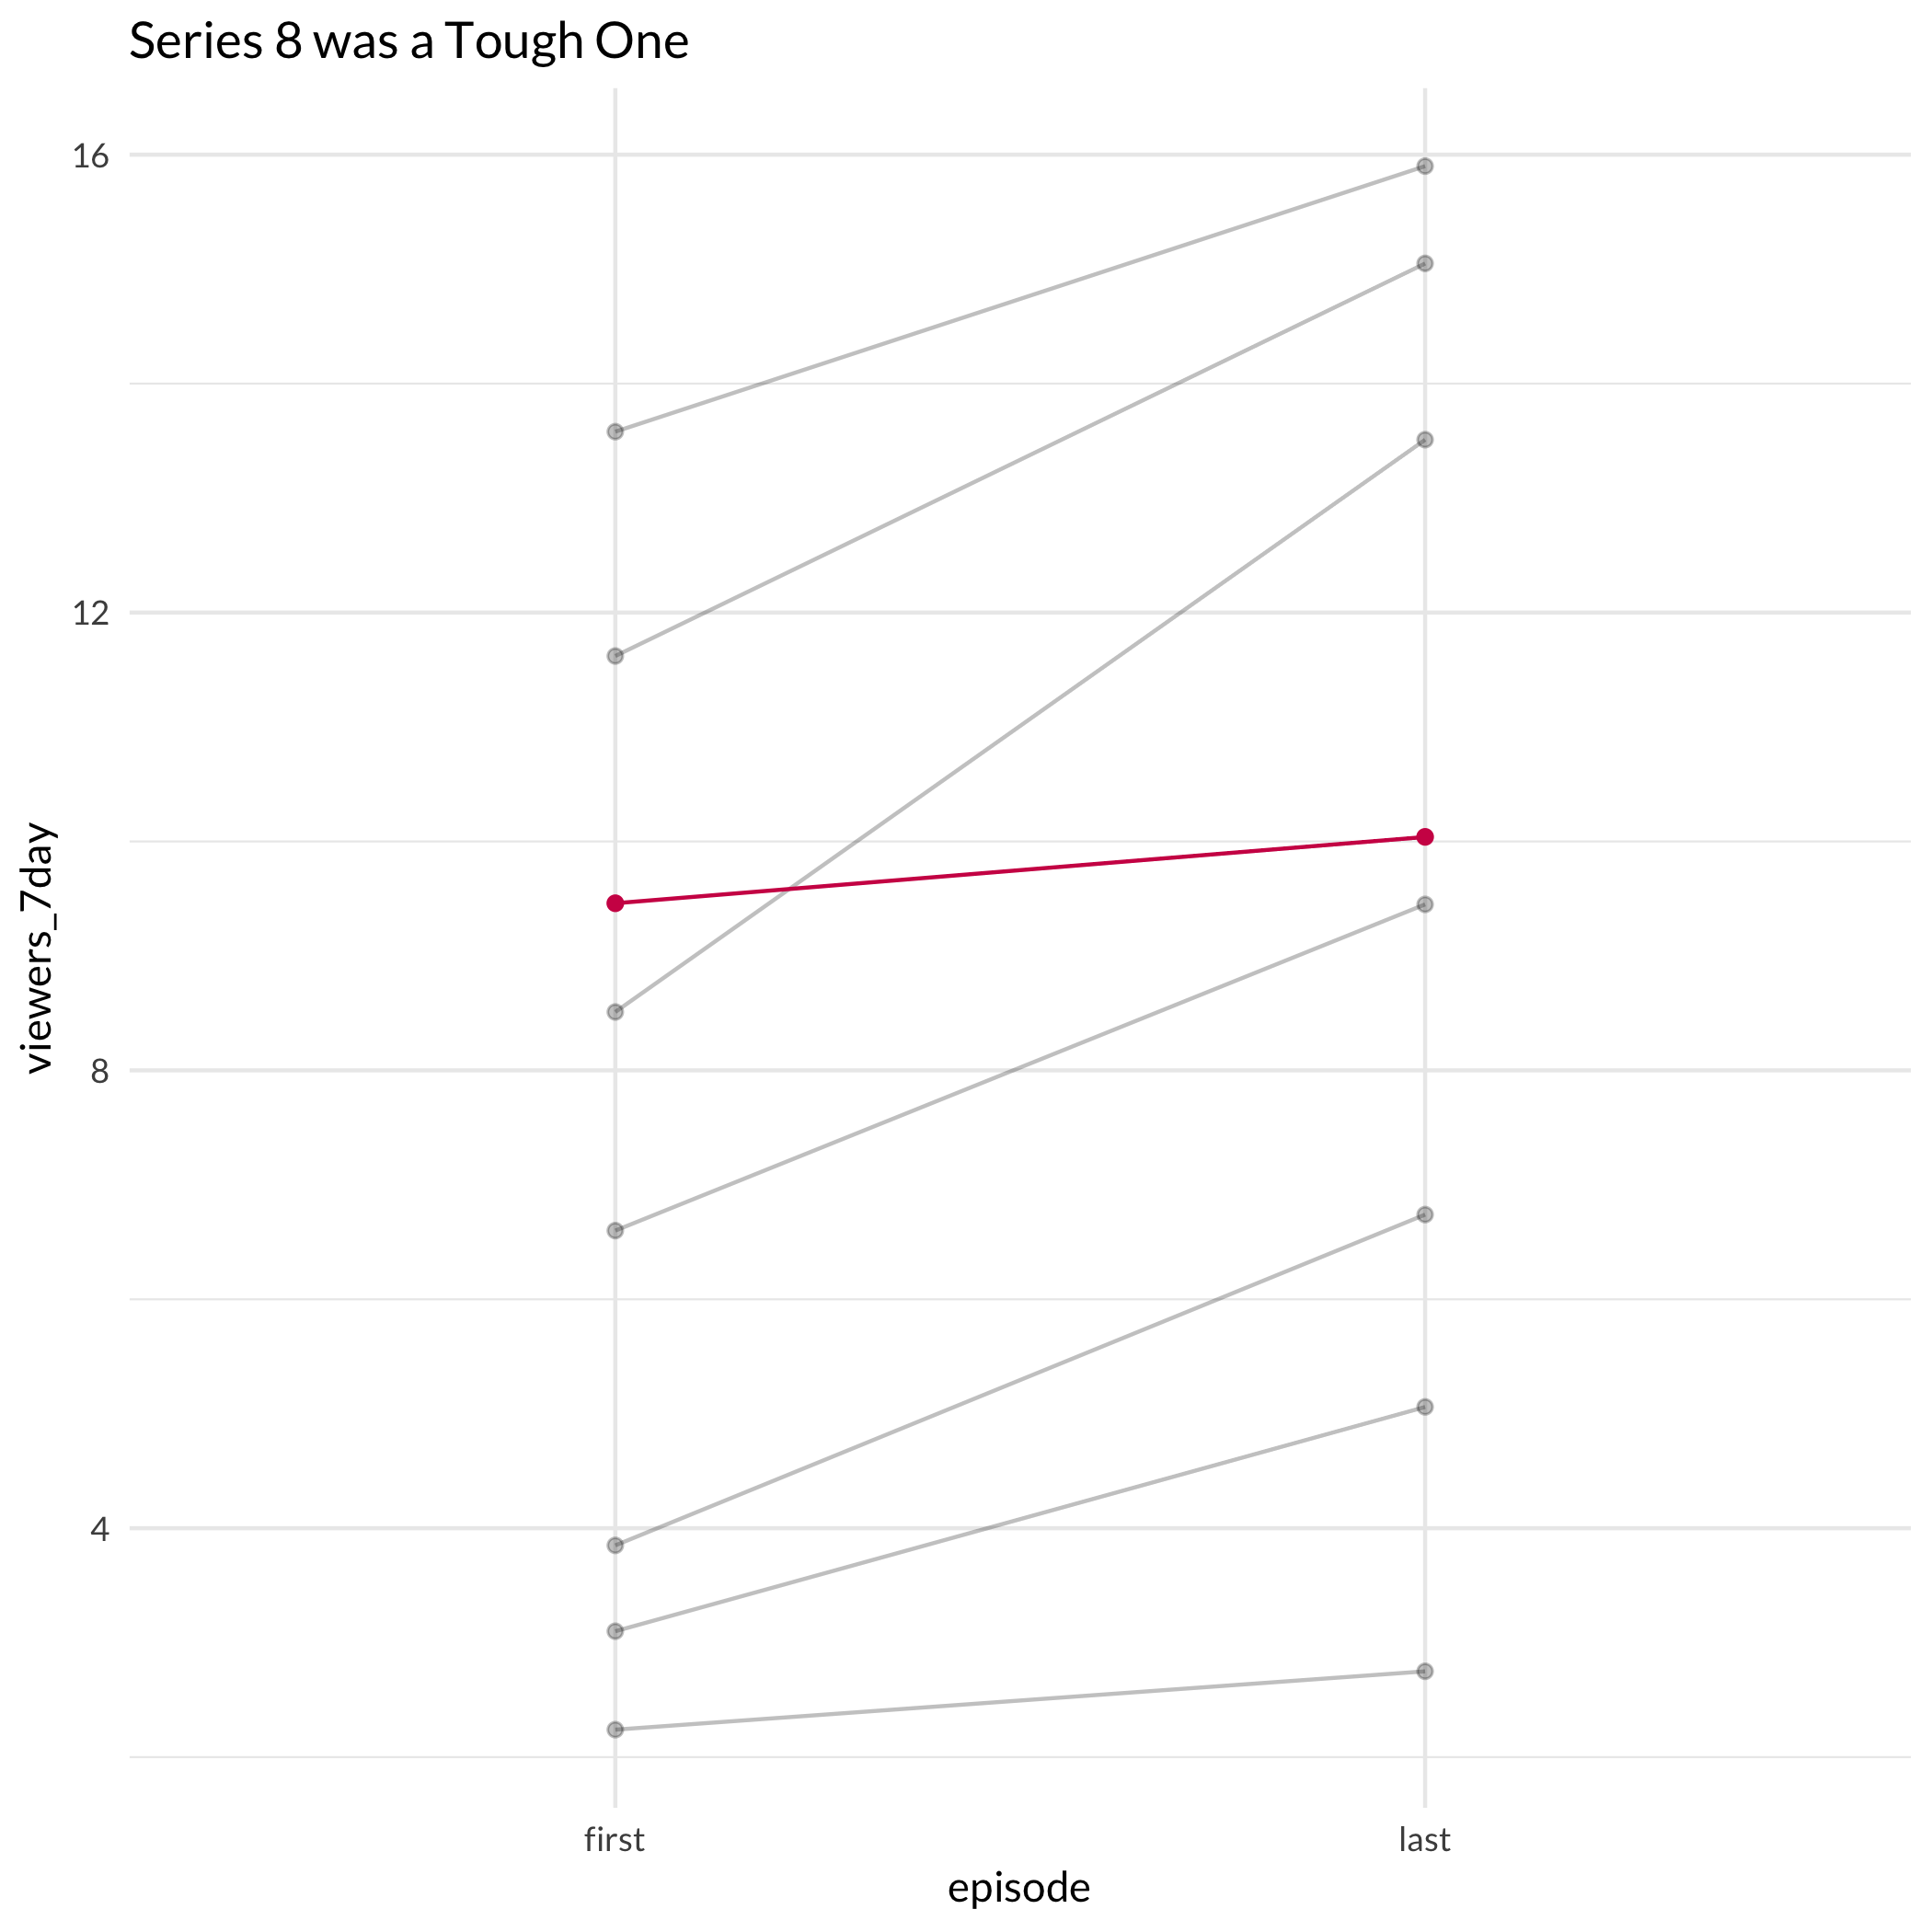 Series 8 was a Tough One
16
12
8
4
viewers_7day
first
last
episode